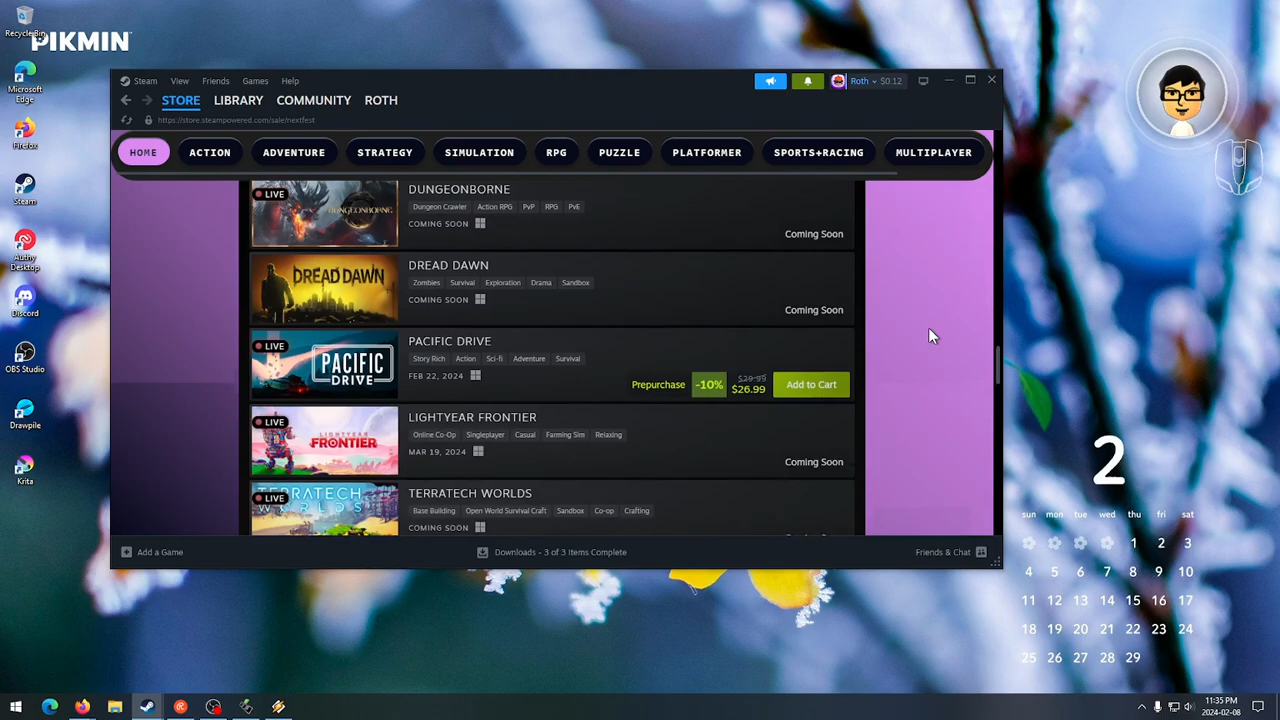 Recycle Bin
PIKMIN
Microsoft
Edge
Firefox
Steam
Authy
Desktop
Discord
OBS Studio
Drawpile
Krita
Steam View Friends Games Help
Roth $0.12
STORE LIBRARY COMMUNITY ROTH
https://store.steampowered.com/sale/nextfest
HOME ACTION ADVENTURE STRATEGY SIMULATION RPG PUZZLE PLATFORMER SPORTS+RACING MULTIPLAYER
LIVE
DUNGEONBORNE
DUNGEONBORNE
Dungeon Crawler Action RPG PvP RPG PvE
COMING SOON
Coming Soon
DREAD DAWN
DREAD DAWN
Zombies Survival Exploration Drama Sandbox
COMING SOON
Coming Soon
LIVE
PACIFIC
DRIVE
PACIFIC DRIVE
Story Rich Action Sci-fi Adventure Survival
FEB 22, 2024
Prepurchase -10% $29.99 $26.99 Add to Cart
LIVE
LIGHTYEAR
FRONTIER
LIGHTYEAR FRONTIER
Online Co-Op Singleplayer Casual Farming Sim Relaxing
MAR 19, 2024
Coming Soon
LIVE
TERRATECH
WORLDS
TERRATECH WORLDS
Base Building Open World Survival Craft Sandbox Co-op Crafting
COMING SOON
Add a Game
Downloads - 3 of 3 Items Complete
Friends & Chat
2
sun mon tue wed thu fri sat
1 2 3
4 5 6 7 8 9 10
11 12 13 14 15 16 17
18 19 20 21 22 23 24
25 26 27 28 29
11:35 PM
2024-02-08